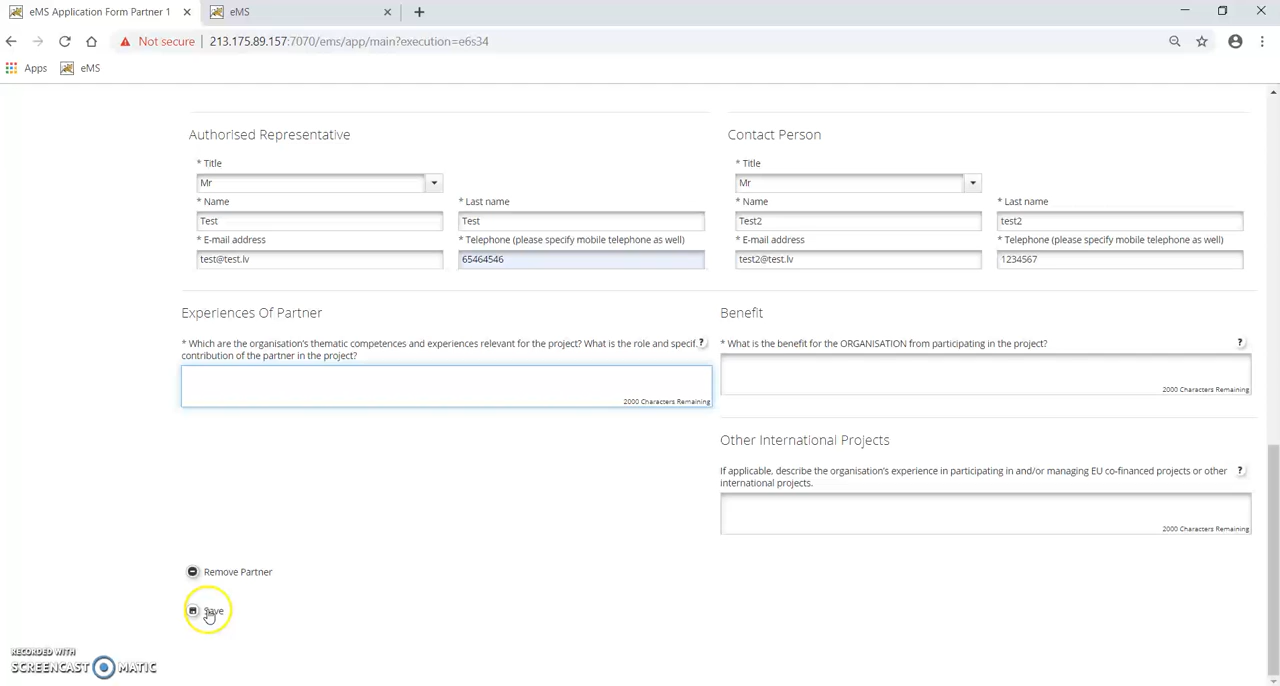 eMS Application Form Partner 1
eMS
Not secure | 213.175.89.157:7070/ems/app/main?execution=e6s34
Apps
eMS
Authorised Representative
Contact Person
* Title
* Title
Mr
Mr
* Name
* Last name
* Name
* Last name
Test
Test
Test2
test2
* E-mail address
* Telephone (please specify mobile telephone as well)
* E-mail address
* Telephone (please specify mobile telephone as well)
test@test.lv
65464546
test2@test.lv
1234567
Experiences Of Partner
Benefit
* Which are the organisation's thematic competences and experiences relevant for the project? What is the role and specific
contribution of the partner in the project?
?
* What is the benefit for the ORGANISATION from participating in the project?
?
2000 Characters Remaining
2000 Characters Remaining
Other International Projects
If applicable, describe the organisation's experience in participating in and/or managing EU co-financed projects or other
international projects.
?
2000 Characters Remaining
Remove Partner
Save
RECORDED WITH
SCREENCAST MATIC